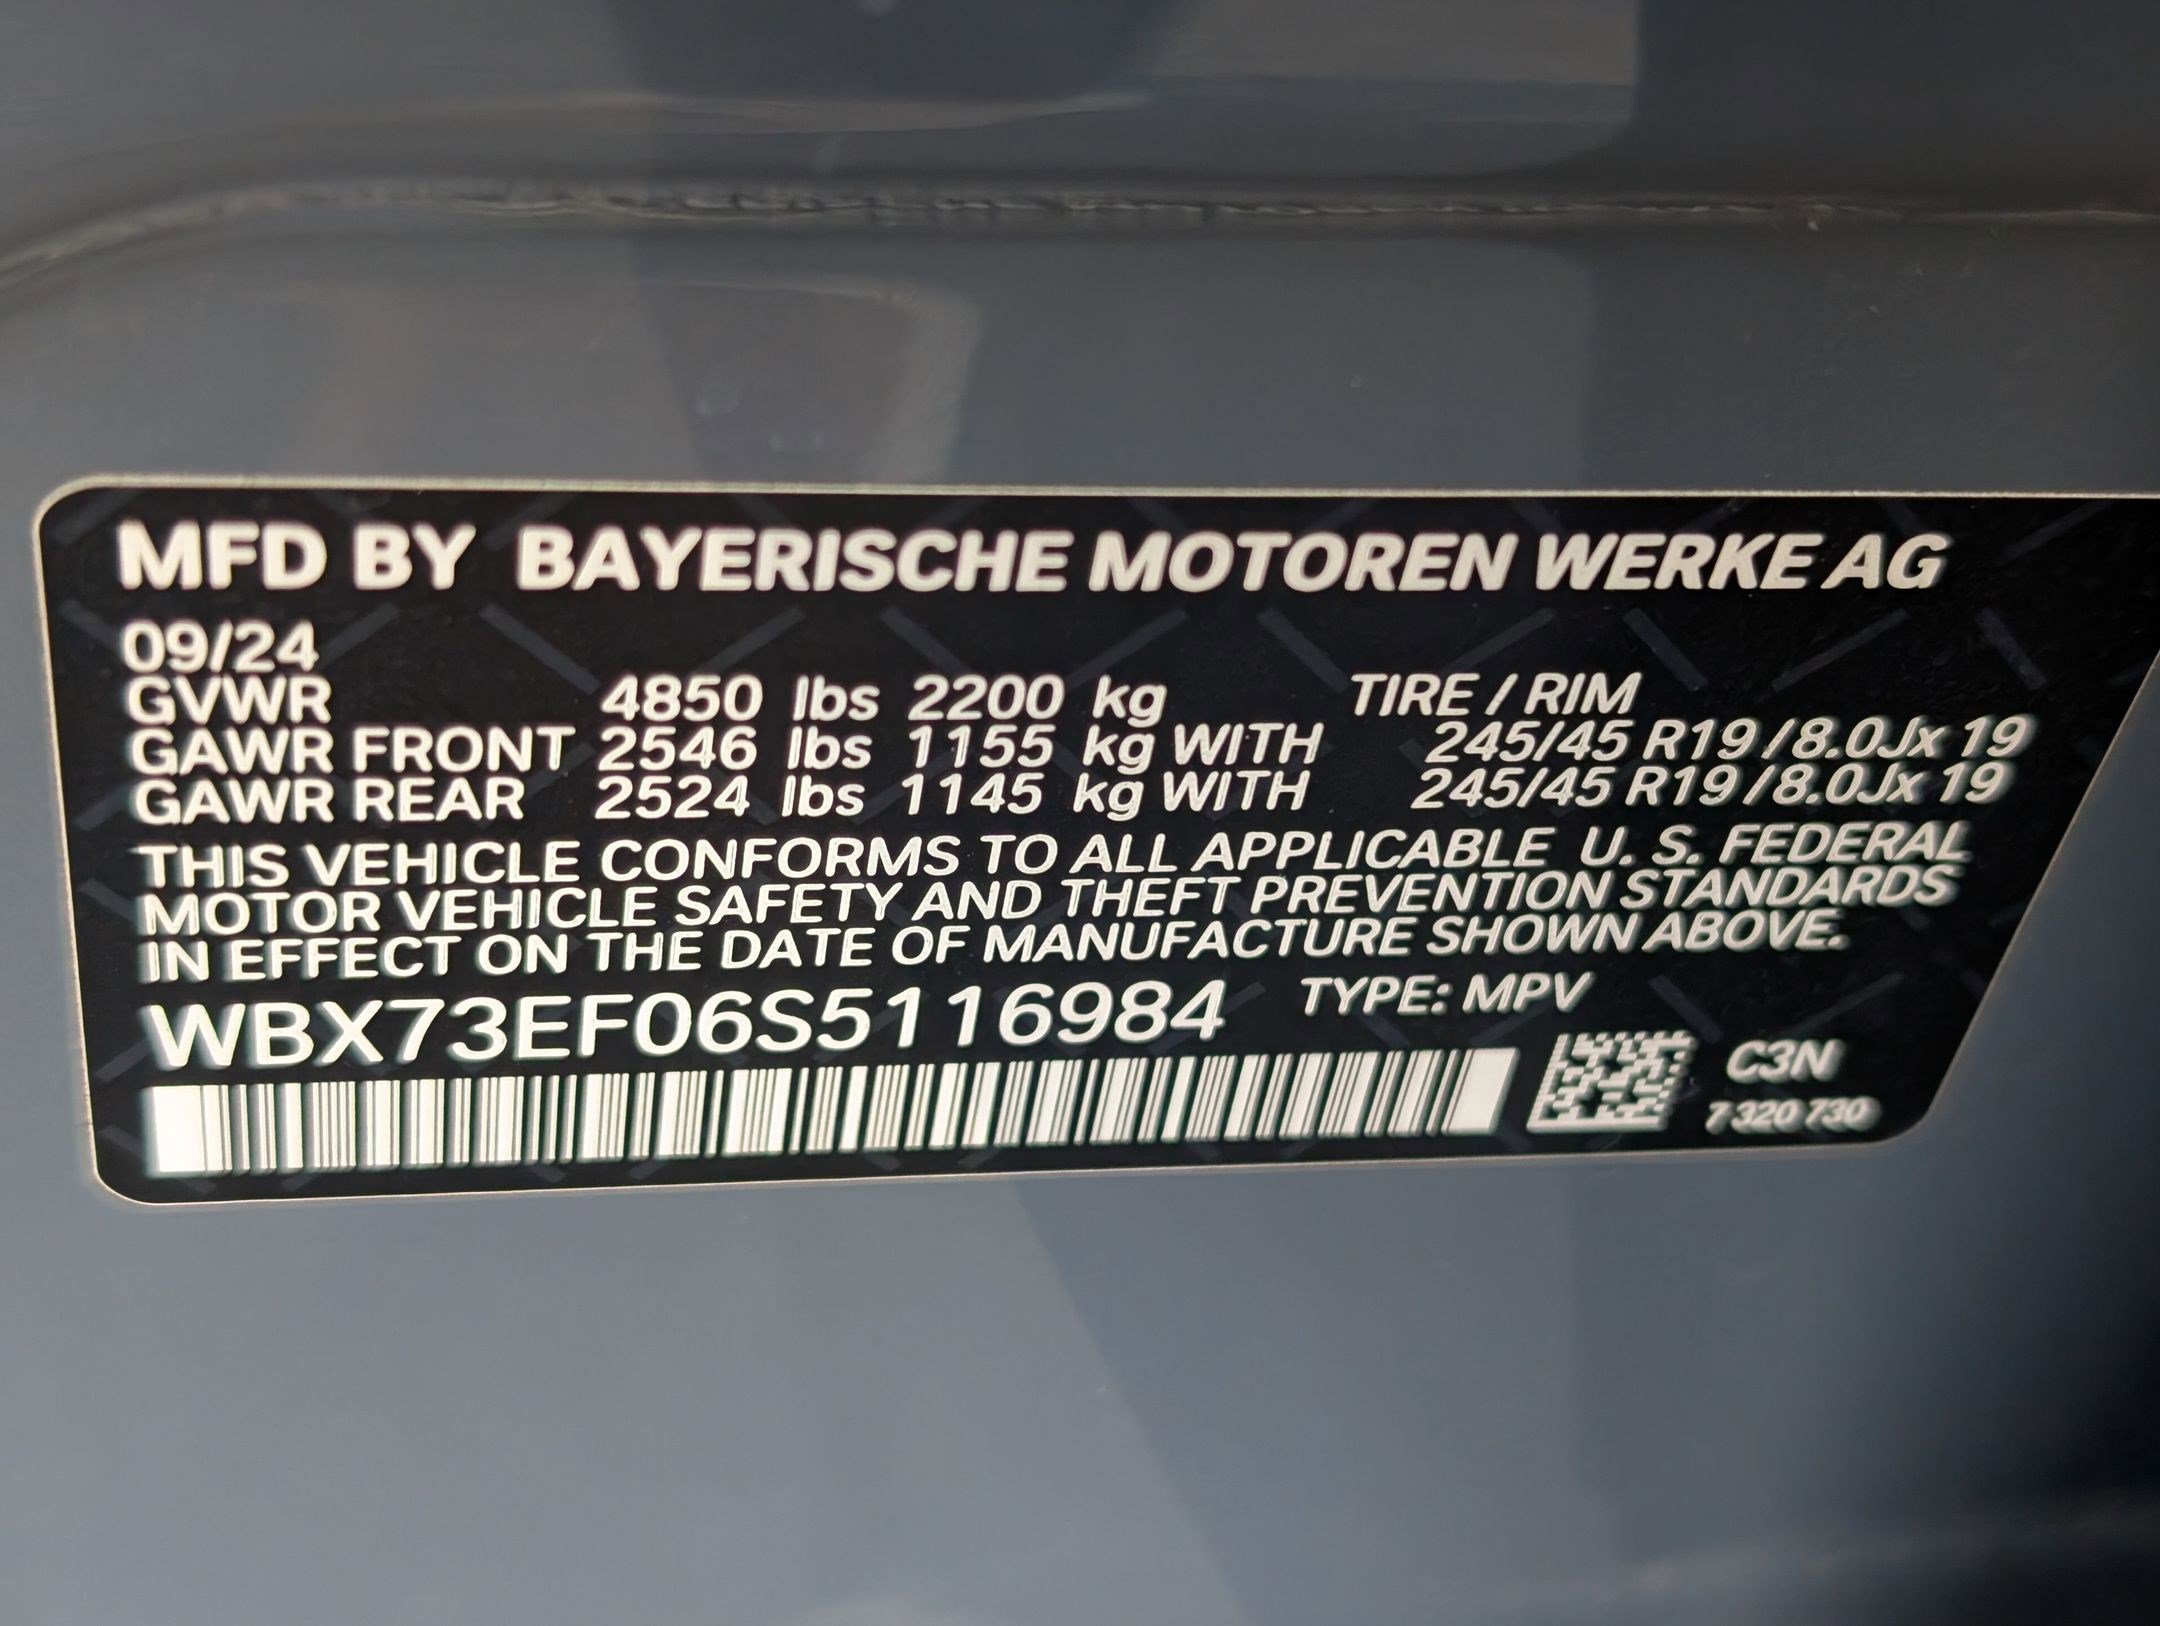 MFD BY BAYERISCHE MOTOREN WERKE AG
09/24
GVWR 4850 lbs 2200 kg TIRE / RIM
GAWR FRONT 2546 lbs 1155 kg WITH 245/45 R19 / 8.0Jx 19
GAWR REAR 2524 lbs 1145 kg WITH 245/45 R19 / 8.0Jx 19
THIS VEHICLE CONFORMS TO ALL APPLICABLE U. S. FEDERAL
MOTOR VEHICLE SAFETY AND THEFT PREVENTION STANDARDS
IN EFFECT ON THE DATE OF MANUFACTURE SHOWN ABOVE.
WBX73EF06S5116984 TYPE: MPV
C3N
7 320 730